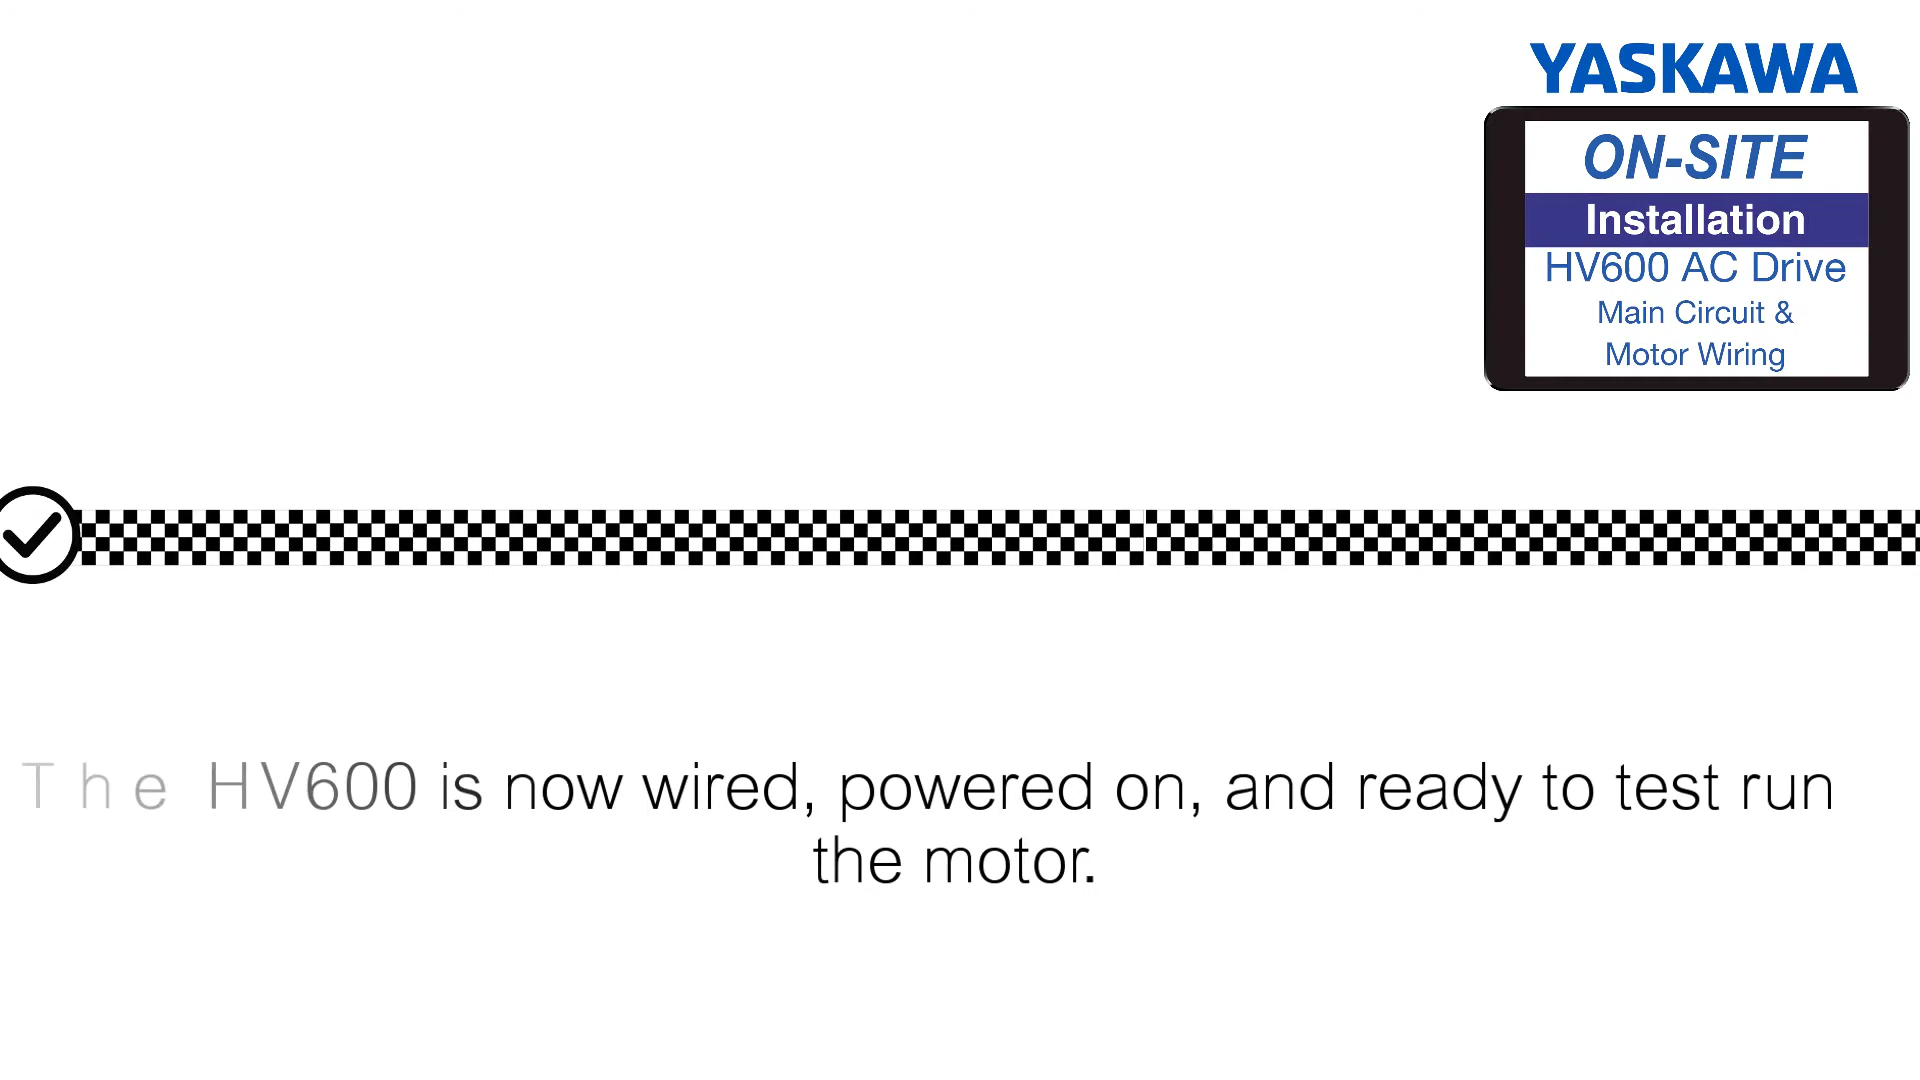 YASKAWA
ON-SITE
Installation
HV600 AC Drive
Main Circuit &
Motor Wiring
The HV600 is now wired, powered on, and ready to test run
the motor.